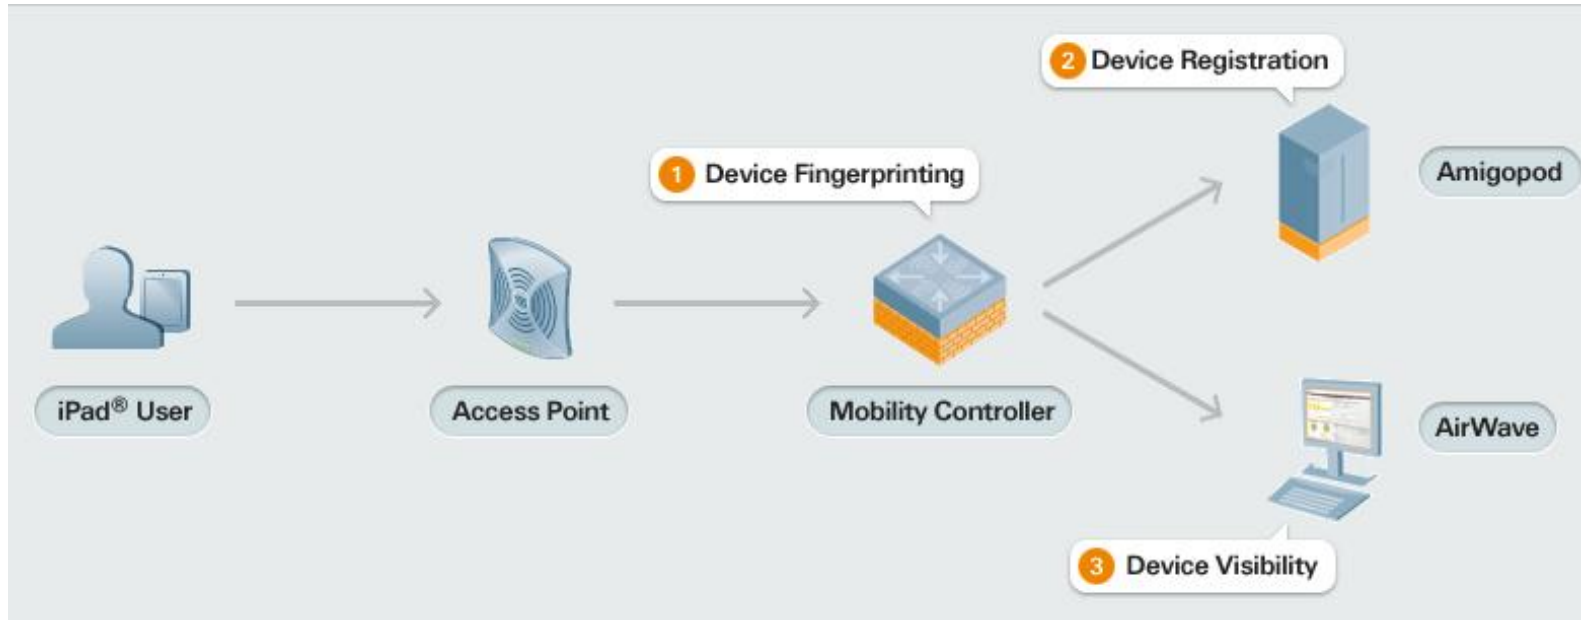 2 Device Registration
Amigopod
1 Device Fingerprinting
iPad® User
Access Point
Mobility Controller
AirWave
3 Device Visibility